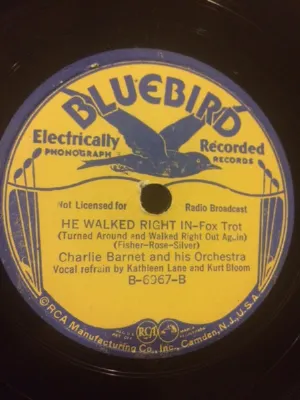 BLUEBIRD
Electrically Recorded
PHONOGRAPH RECORDS
Not Licensed for Radio Broadcast
HE WALKED RIGHT IN-Fox Trot
(Turned Around and Walked Right Out Again)
(Fisher-Rose-Silver)
Charlie Barnet and his Orchestra
Vocal refrain by Kathleen Lane and Kurt Bloom
B-6967-B
RCA
©RCA Manufacturing Co., Inc., Camden, N.J., U.S.A.